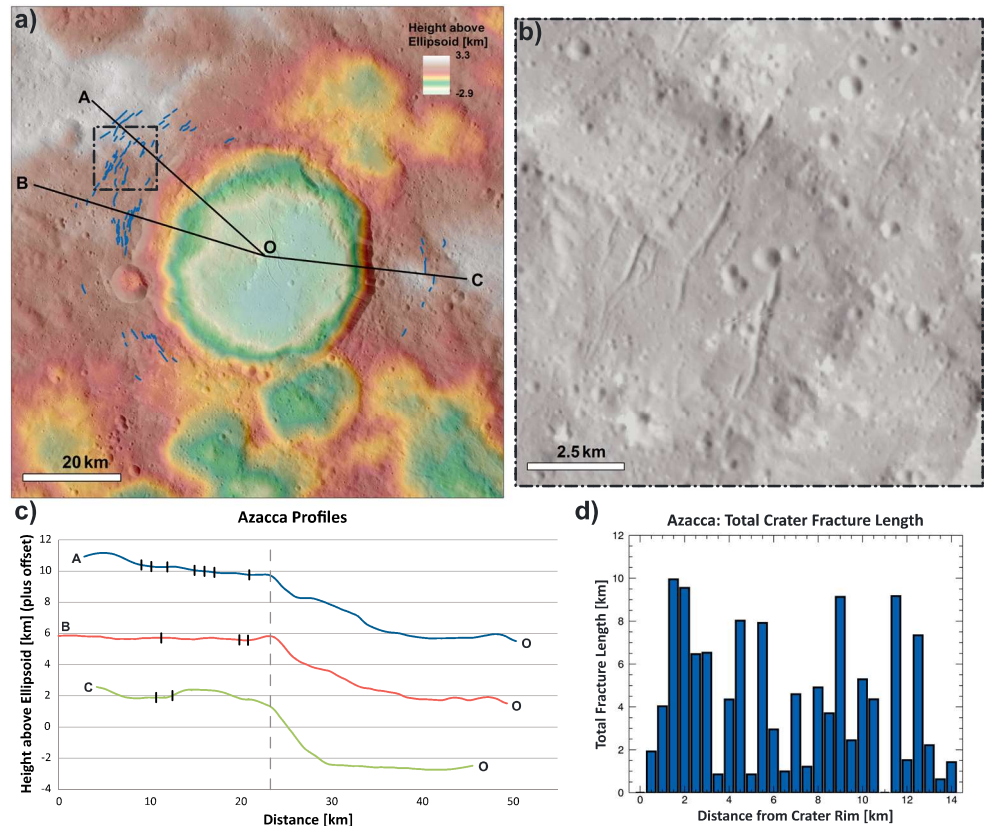 a)
Height above
Ellipsoid [km]
3.3
-2.9
A
B
O
C
20 km
b)
2.5 km
c)
Azacca Profiles
Height above Ellipsoid [km] (plus offset)
12
10
8
6
4
2
0
-2
-4
A
B
C
O
O
O
0 10 20 30 40 50
Distance [km]
d)
Azacca: Total Crater Fracture Length
Total Fracture Length [km]
12
10
8
6
4
2
0
0 2 4 6 8 10 12 14
Distance from Crater Rim [km]